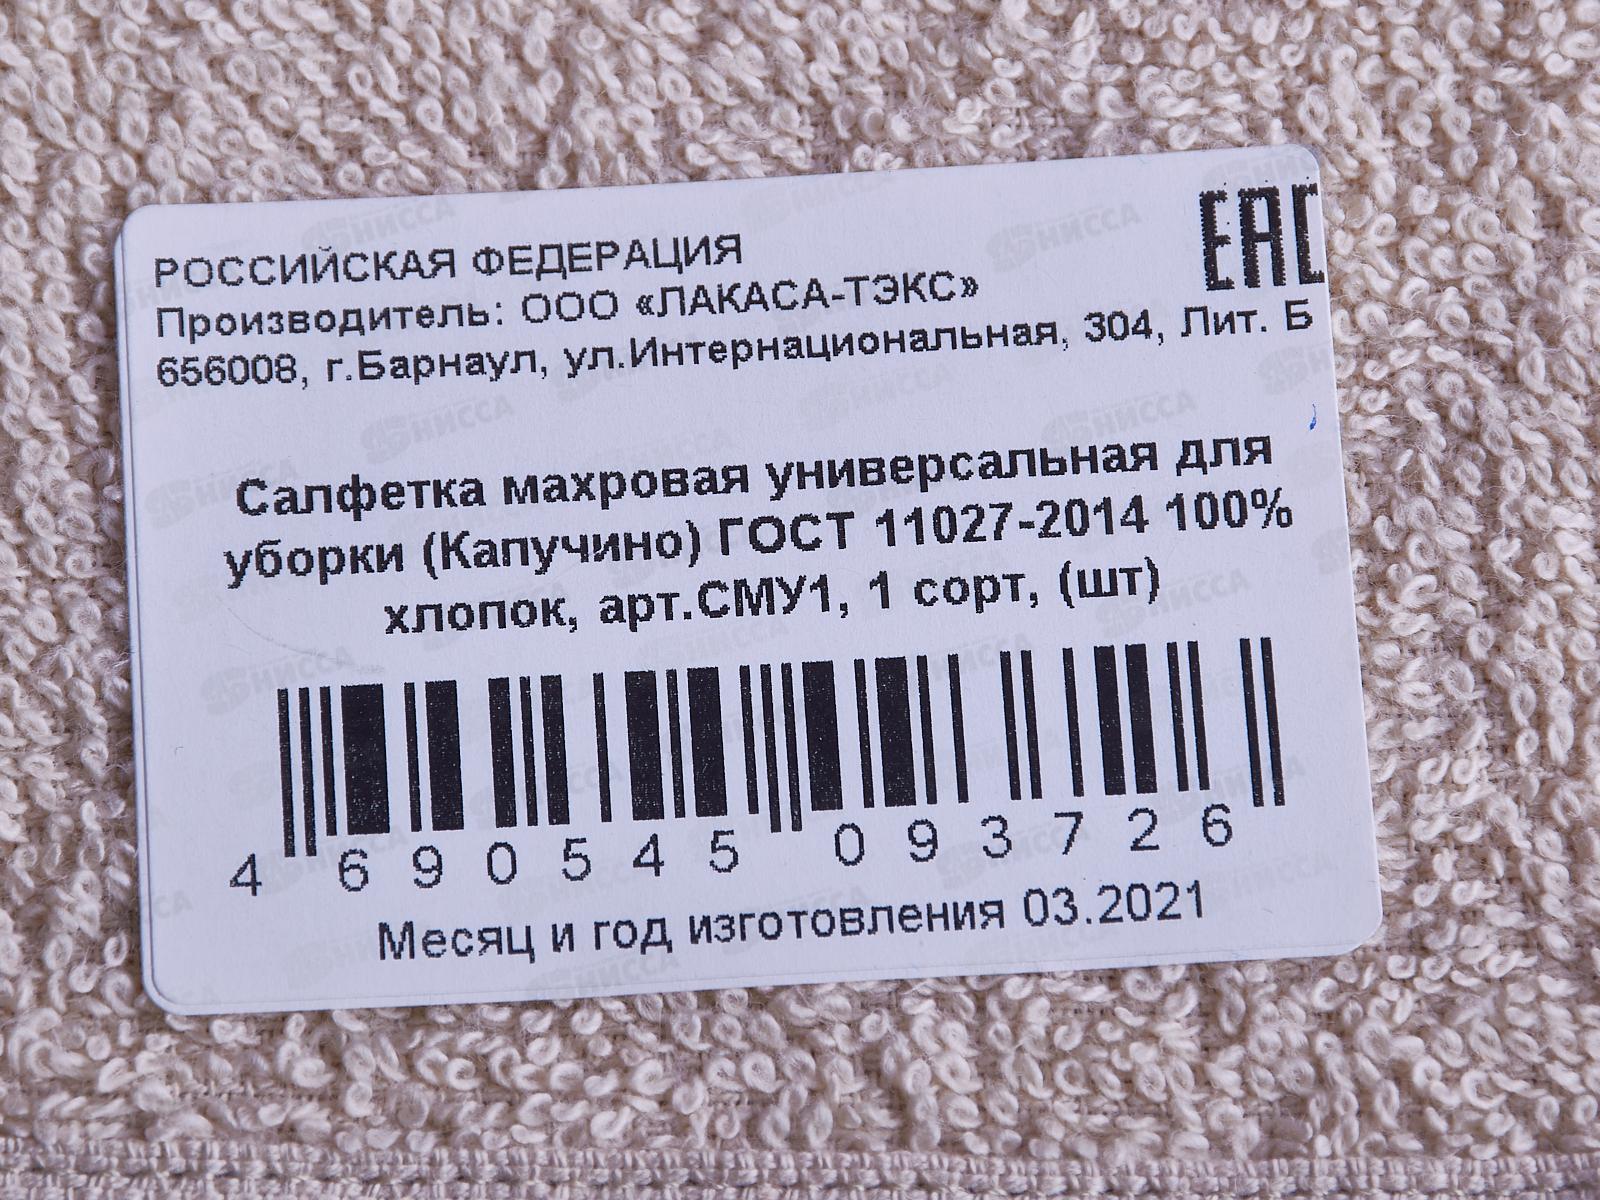 EAC
РОССИЙСКАЯ ФЕДЕРАЦИЯ
Производитель: ООО «ЛАКАСА-ТЭКС»
656008, г.Барнаул, ул.Интернациональная, 304, Лит. Б
Салфетка махровая универсальная для
уборки (Капучино) ГОСТ 11027-2014 100%
хлопок, арт.СМУ1, 1 сорт, (шт)
4 690545 093726
Месяц и год изготовления 03.2021
НИССА